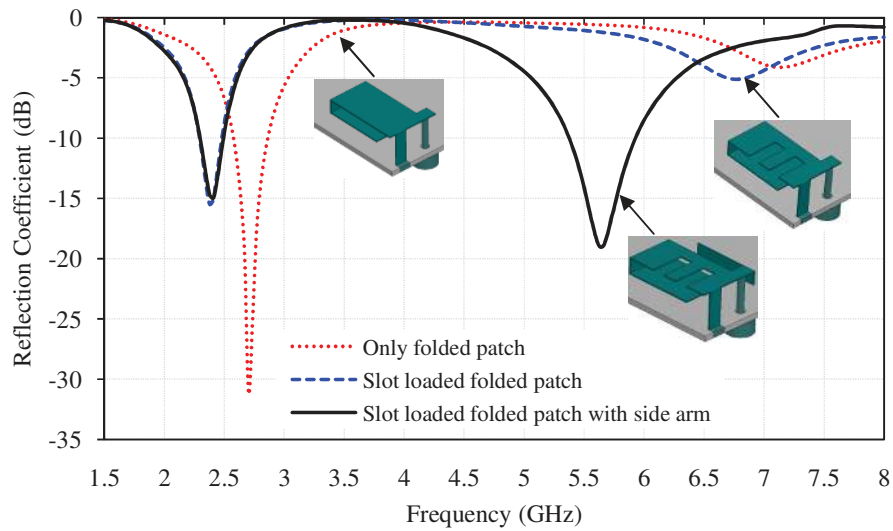 0
-5
-10
-15
-20
-25
-30
-35
Reflection Coefficient (dB)
Only folded patch
Slot loaded folded patch
Slot loaded folded patch with side arm
1.5 2 2.5 3 3.5 4 4.5 5 5.5 6 6.5 7 7.5 8
Frequency (GHz)